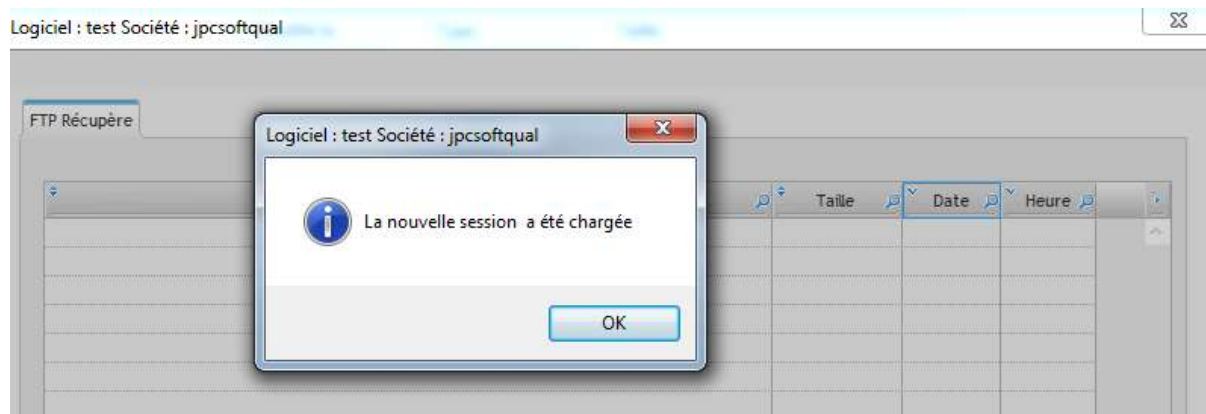 Logiciel : test Société : jpcsoftqual
FTP Récupère
Logiciel : test Société : jpcsoftqual
La nouvelle session a été chargée
Taille Date Heure
OK